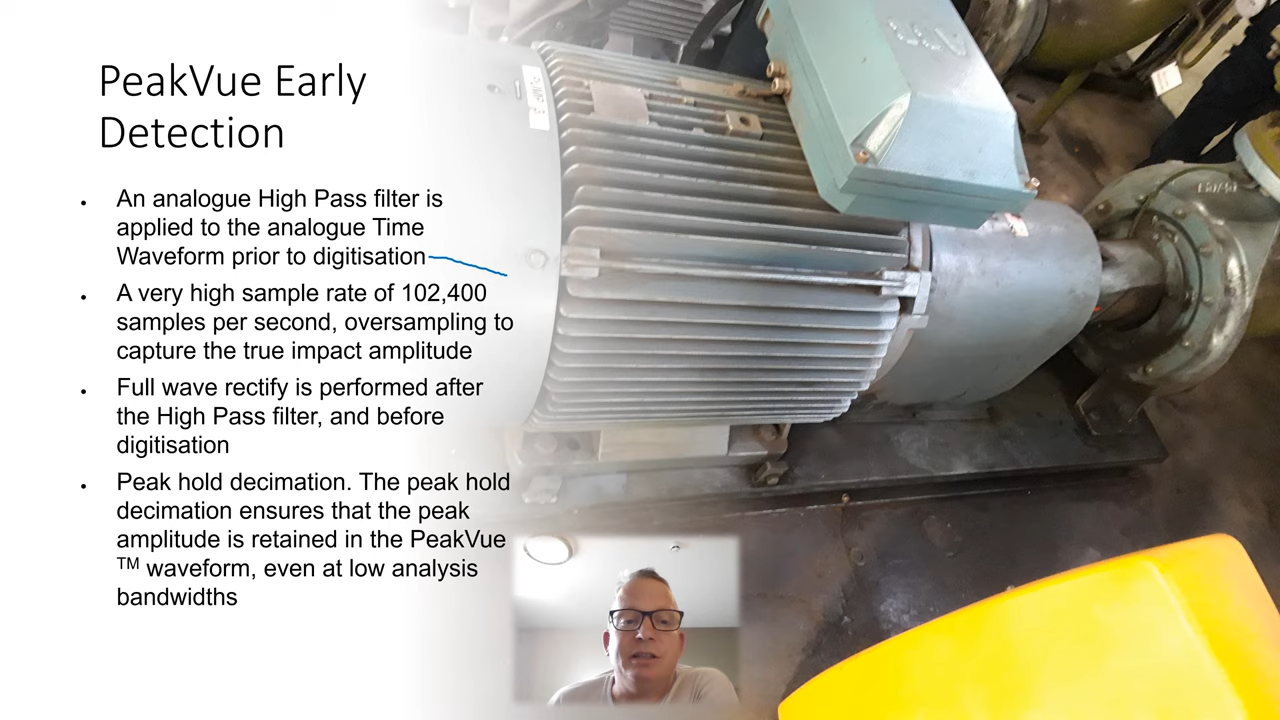 PeakVue Early
Detection
An analogue High Pass filter is
applied to the analogue Time
Waveform prior to digitisation
A very high sample rate of 102,400
samples per second, oversampling to
capture the true impact amplitude
Full wave rectify is performed after
the High Pass filter, and before
digitisation
Peak hold decimation. The peak hold
decimation ensures that the peak
amplitude is retained in the PeakVue
TM waveform, even at low analysis
bandwidths